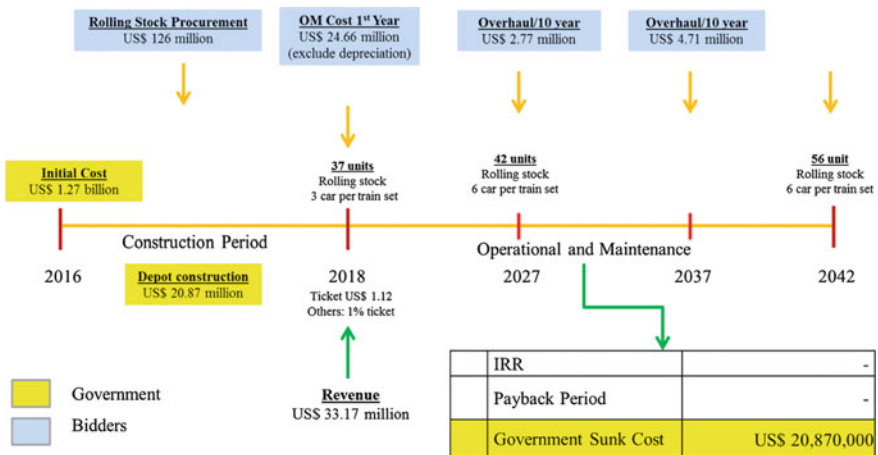 Rolling Stock Procurement
US$ 126 million
OM Cost 1st Year
US$ 24.66 million
(exclude depreciation)
Overhaul/10 year
US$ 2.77 million
Overhaul/10 year
US$ 4.71 million
Initial Cost
US$ 1.27 billion
37 units
Rolling stock
3 car per train set
42 units
Rolling stock
6 car per train set
56 unit
Rolling stock
6 car per train set
Construction Period
Operational and Maintenance
2016
Depot construction
US$ 20.87 million
2018
2027
2037
2042
Ticket US$ 1.12
Others: 1% ticket
Revenue
US$ 33.17 million
Government
Bidders
IRR -
Payback Period -
Government Sunk Cost US$ 20,870,000